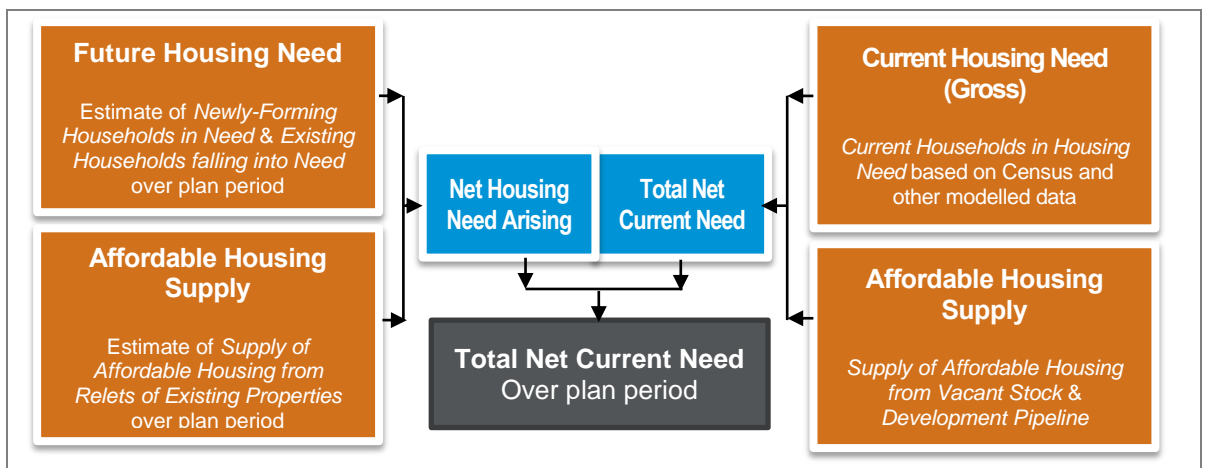 Future Housing Need
Estimate of Newly-Forming
Households in Need & Existing
Households falling into Need
over plan period
Affordable Housing
Supply
Estimate of Supply of
Affordable Housing from
Relets of Existing Properties
over plan period
Net Housing
Need Arising
Total Net
Current Need
Total Net Current Need
Over plan period
Current Housing Need
(Gross)
Current Households in Housing
Need based on Census and
other modelled data
Affordable Housing
Supply
Supply of Affordable Housing
from Vacant Stock &
Development Pipeline